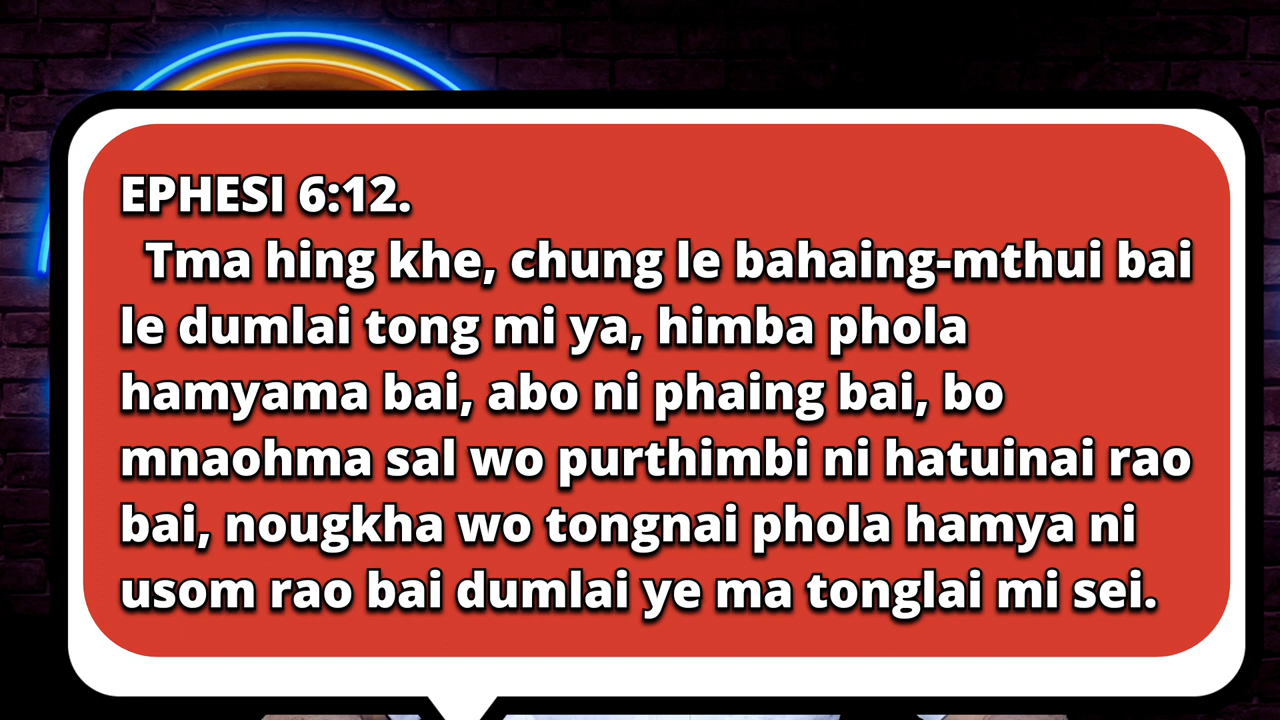 EPHESI 6:12.
Tma hing khe, chung le bahaing-mthui bai
le dumlai tong mi ya, himba phola
hamyama bai, abo ni phaing bai, bo
mnaohma sal wo purthimbi ni hatuinai rao
bai, nougkha wo tongnai phola hamya ni
usom rao bai dumlai ye ma tonglai mi sei.